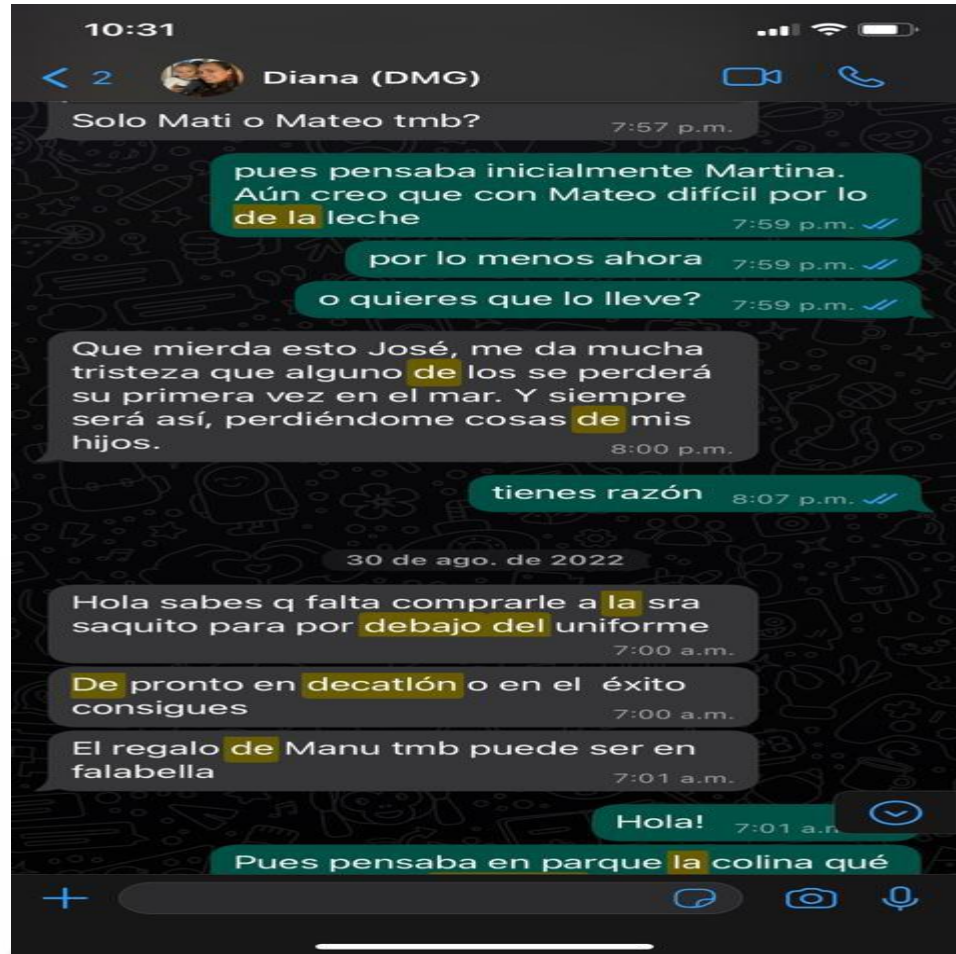 10:31
2 Diana (DMG)
Solo Mati o Mateo tmb?
7:57 p.m.
pues pensaba inicialmente Martina.
Aún creo que con Mateo difícil por lo
de la leche
7:59 p.m.
por lo menos ahora 7:59 p.m.
o quieres que lo lleve? 7:59 p.m.
Que mierda esto José, me da mucha
tristeza que alguno de los se perderá
su primera vez en el mar. Y siempre
será así, perdiéndome cosas de mis
hijos.
8:00 p.m.
tienes razón 8:07 p.m.
30 de ago. de 2022
Hola sabes q falta comprarle a la sra
saquito para por debajo del uniforme
7:00 a.m.
De pronto en decatlón o en el éxito
consigues
7:00 a.m.
El regalo de Manu tmb puede ser en
falabella
7:01 a.m.
Hola! 7:01 a.
Pues pensaba en parque la colina qué